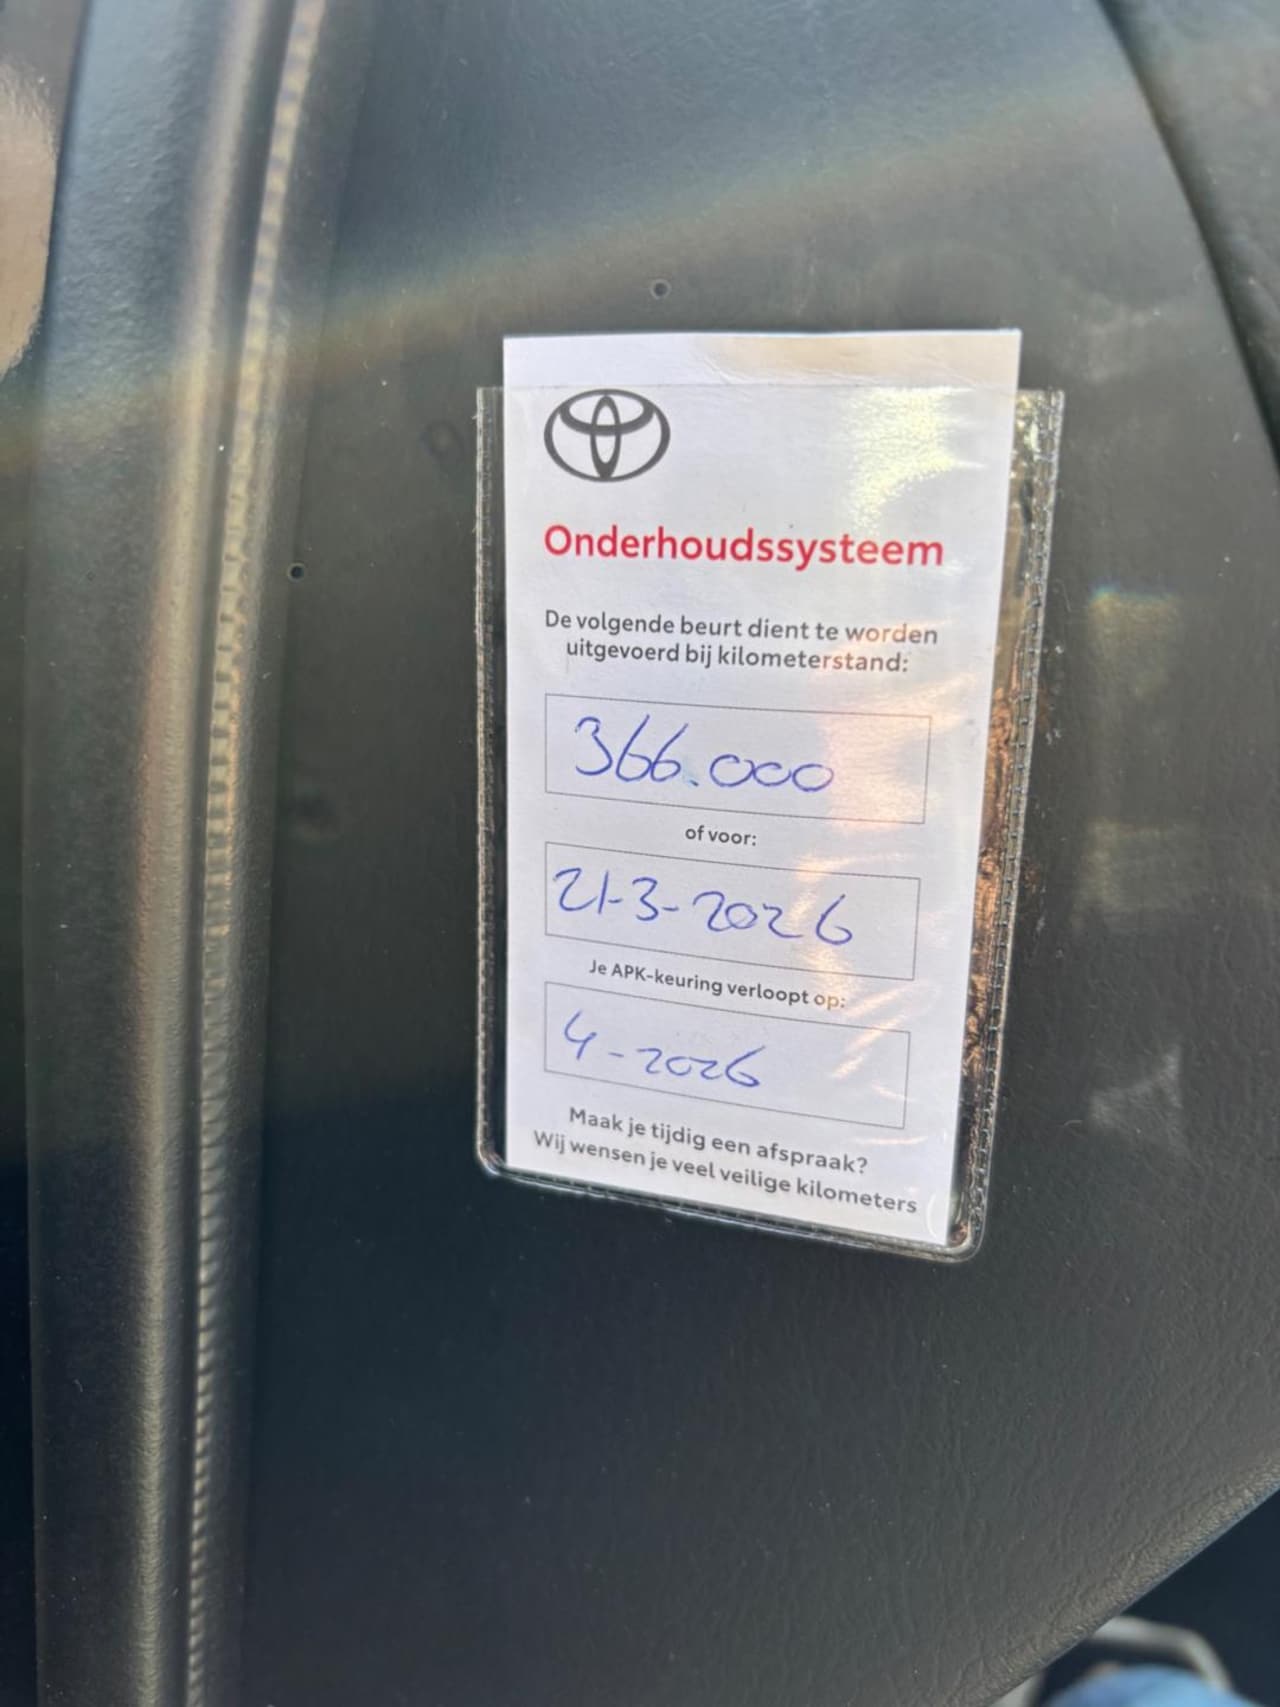 Onderhoudssysteem
De volgende beurt dient te worden
uitgevoerd bij kilometerstand:
366.000
of voor:
21-3-2026
Je APK-keuring verloopt op:
4-2026
Maak je tijdig een afspraak?
Wij wensen je veel veilige kilometers